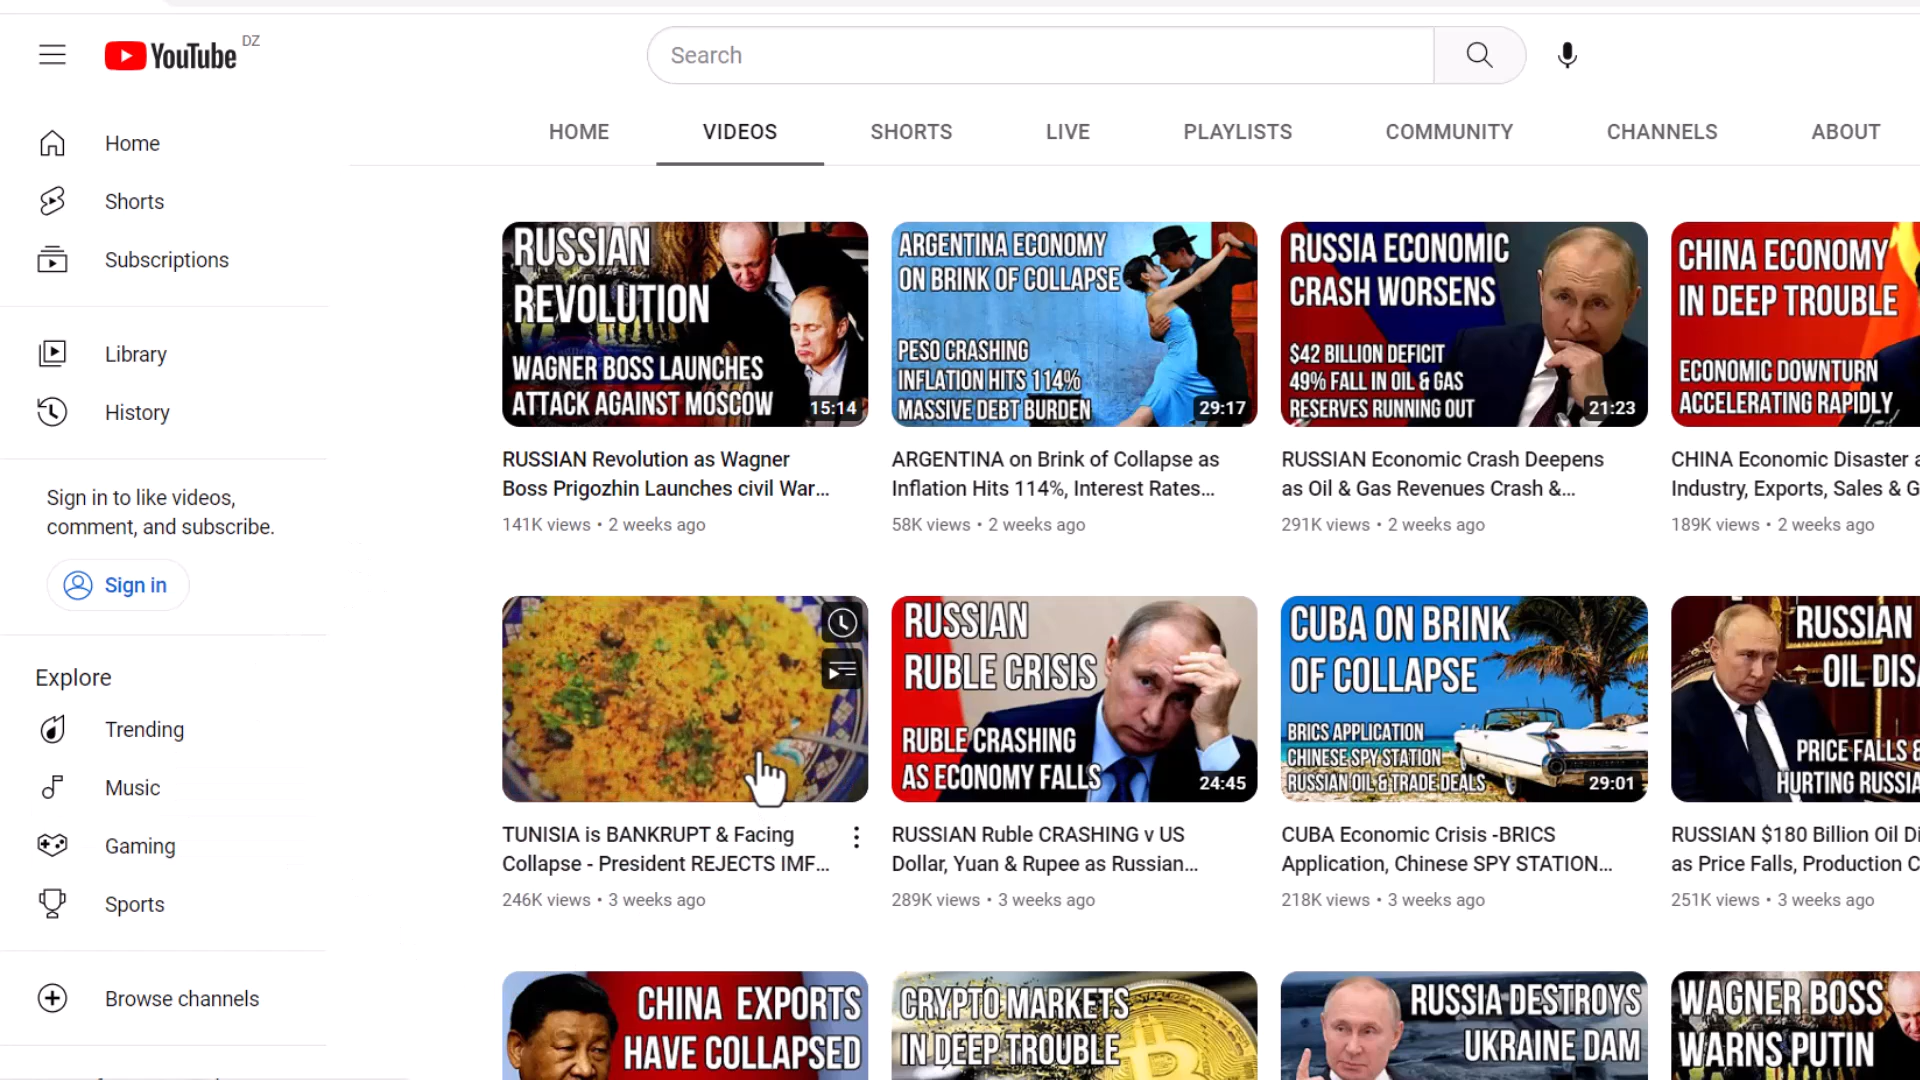 YouTube DZ
Search
HOME VIDEOS SHORTS LIVE PLAYLISTS COMMUNITY CHANNELS ABOUT
Home
Shorts
Subscriptions
Library
History
Sign in to like videos,
comment, and subscribe.
Sign in
Explore
Trending
Music
Gaming
Sports
Browse channels
RUSSIAN
REVOLUTION
WAGNER BOSS LAUNCHES
ATTACK AGAINST MOSCOW
15:14
RUSSIAN Revolution as Wagner
Boss Prigozhin Launches civil War...
141K views • 2 weeks ago
ARGENTINA ECONOMY
ON BRINK OF COLLAPSE
PESO CRASHING
INFLATION HITS 114%
MASSIVE DEBT BURDEN
29:17
ARGENTINA on Brink of Collapse as
Inflation Hits 114%, Interest Rates...
58K views • 2 weeks ago
RUSSIA ECONOMIC
CRASH WORSENS
$42 BILLION DEFICIT
49% FALL IN OIL & GAS
RESERVES RUNNING OUT
21:23
RUSSIAN Economic Crash Deepens
as Oil & Gas Revenues Crash &...
291K views • 2 weeks ago
CHINA ECONOMY
IN DEEP TROUBLE
ECONOMIC DOWNTURN
ACCELERATING RAPIDLY
CHINA Economic Disaster
Industry, Exports, Sales &
189K views • 2 weeks ago
TUNISIA is BANKRUPT & Facing
Collapse - President REJECTS IMF...
246K views • 3 weeks ago
RUSSIAN
RUBLE CRISIS
RUBLE CRASHING
AS ECONOMY FALLS
24:45
RUSSIAN Ruble CRASHING v US
Dollar, Yuan & Rupee as Russian...
289K views • 3 weeks ago
CUBA ON BRINK
OF COLLAPSE
BRICS APPLICATION
CHINESE SPY STATION
RUSSIAN OIL & TRADE DEALS
29:01
CUBA Economic Crisis -BRICS
Application, Chinese SPY STATION...
218K views • 3 weeks ago
RUSSIAN
OIL
PRICE FALLS &
HURTING
RUSSIAN $180 Billion Oil
as Price Falls, Production
251K views • 3 weeks ago
CHINA EXPORTS
HAVE COLLAPSED
CRYPTO MARKETS
IN DEEP TROUBLE
RUSSIA DESTROYS
UKRAINE DAM
WAGNER BOSS
WARNS PUTIN